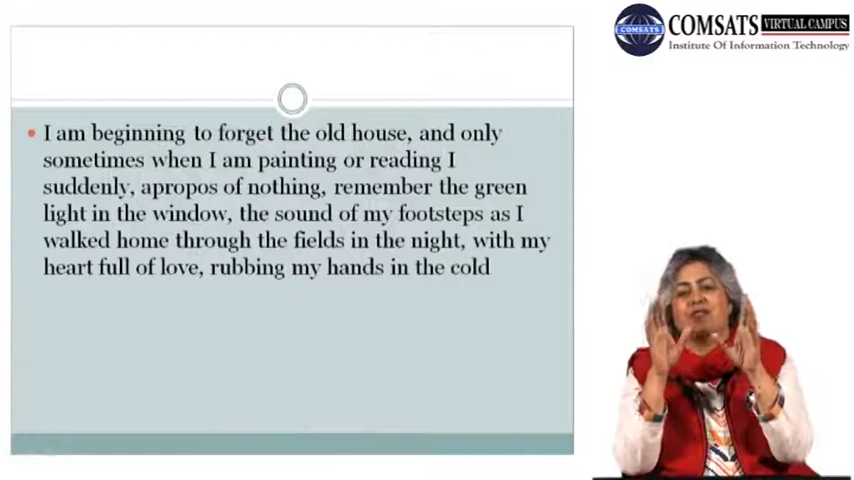 COMSATS VIRTUAL CAMPUS
Institute Of Information Technology
COMSATS
• I am beginning to forget the old house, and only
sometimes when I am painting or reading I
suddenly, apropos of nothing, remember the green
light in the window, the sound of my footsteps as I
walked home through the fields in the night, with my
heart full of love, rubbing my hands in the cold